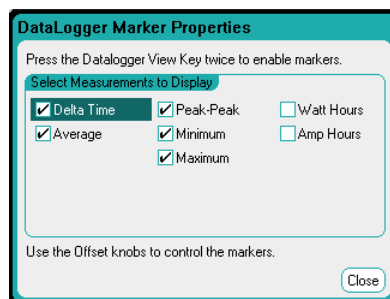 DataLogger Marker Properties
Press the Datalogger View Key twice to enable markers.
Select Measurements to Display
Delta Time Peak-Peak Watt Hours
Average Minimum Amp Hours
Maximum
Use the Offset knobs to control the markers.
Close